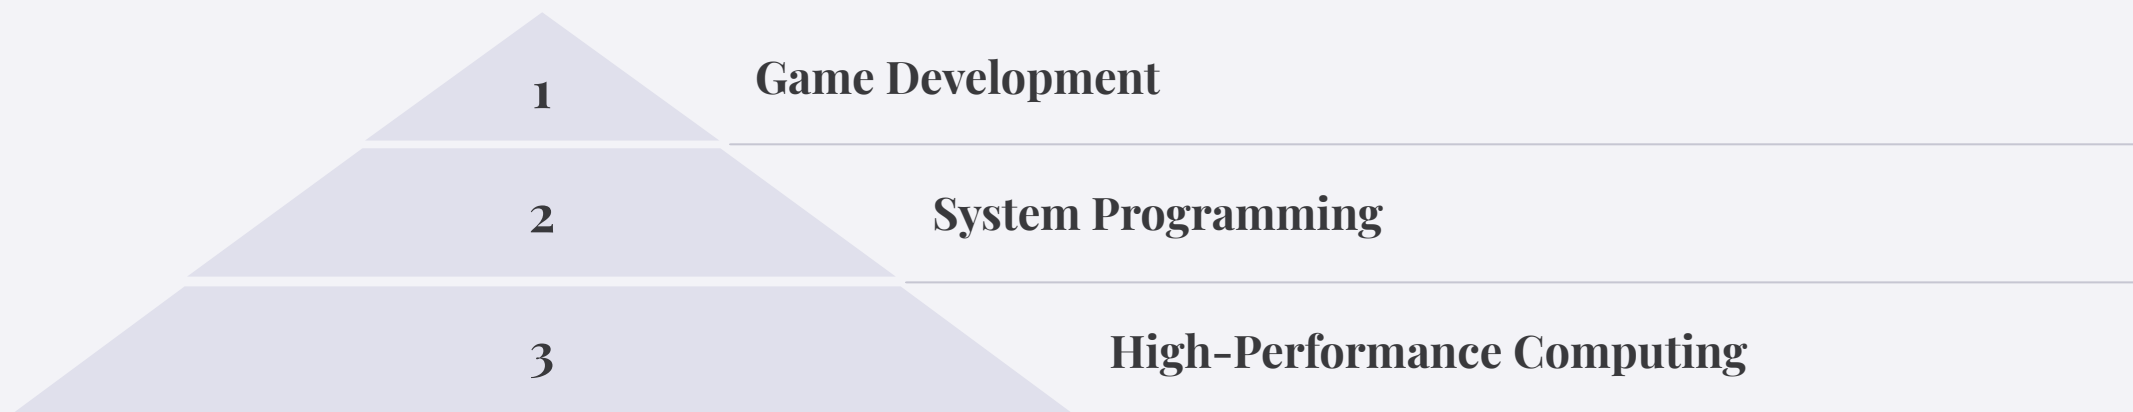 1
Game Development
2
System Programming
3
High-Performance Computing